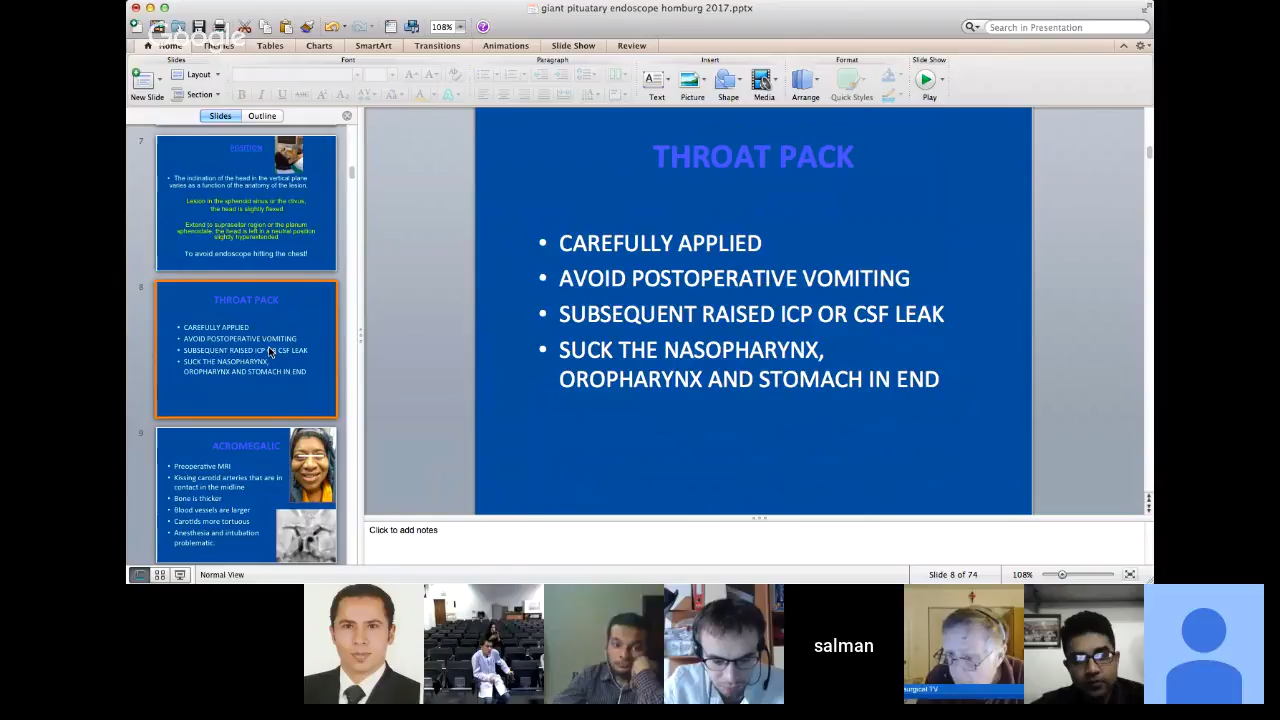 giant pituatary endoscope homburg 2017.pptx
108%
Search in Presentation
Google
Home Themes Tables Charts SmartArt Transitions Animations Slide Show Review
Slides Font Paragraph Insert Format Slide Show
Layout
Section
New Slide
Text Picture Shape Media Arrange Quick Styles Play
Slides Outline
7
POSITION
• The inclination of the head in the vertical plane
varies as a function of the anatomy of the lesion.
Lesion in the sphenoid sinus or the clivus,
the head is slightly flexed
Extend to suprasellar region or the planum
sphenoidale, the head is left in a neutral position
slightly hyperextended
To avoid endoscope hitting the chest!
8
THROAT PACK
• CAREFULLY APPLIED
• AVOID POSTOPERATIVE VOMITING
• SUBSEQUENT RAISED ICP OR CSF LEAK
• SUCK THE NASOPHARYNX,
OROPHARYNX AND STOMACH IN END
9
ACROMEGALIC
• Preoperative MRI
• Kissing carotid arteries that are in
contact in the midline
• Bone is thicker
• Blood vessels are larger
• Carotids more tortuous
• Anesthesia and intubation
problematic.
THROAT PACK
• CAREFULLY APPLIED
• AVOID POSTOPERATIVE VOMITING
• SUBSEQUENT RAISED ICP OR CSF LEAK
• SUCK THE NASOPHARYNX,
OROPHARYNX AND STOMACH IN END
Click to add notes
Normal View
Slide 8 of 74
108%
salman
surgical TV